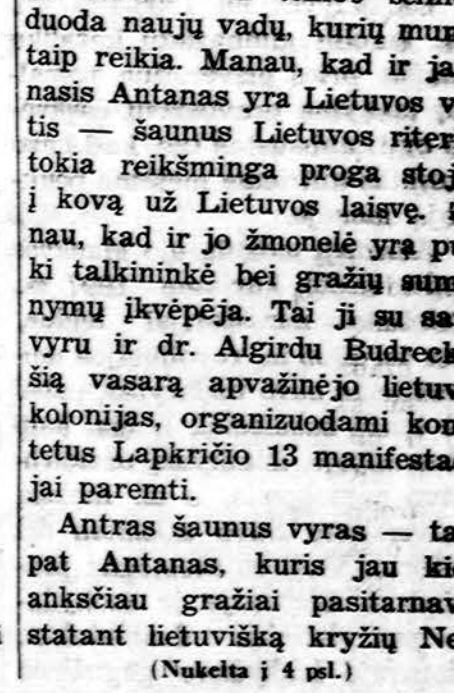 duoda naujų vadų, kurių mum
taip reikia. Manau, kad ir ja
nasis Antanas yra Lietuvos v
tis — šaunus Lietuvos riter
tokia reikšminga proga stoj
į kovą už Lietuvos laisvę.
nau, kad ir jo žmonelė yra pu
ki talkininkė bei gražių sum
nymų įkvėpėja. Tai ji su sa
vyru ir dr. Algirdu Budreck
šią vasarą apvažinėjo lietuv
kolonijas, organizuodami kom
tetus Lapkričio 13 manifesta
jai paremti.
Antras šaunus vyras — ta
pat Antanas, kuris jau kie
anksčiau gražiai pasitarnav
statant lietuvišką kryžių Ne
(Nukelta į 4 psl.)